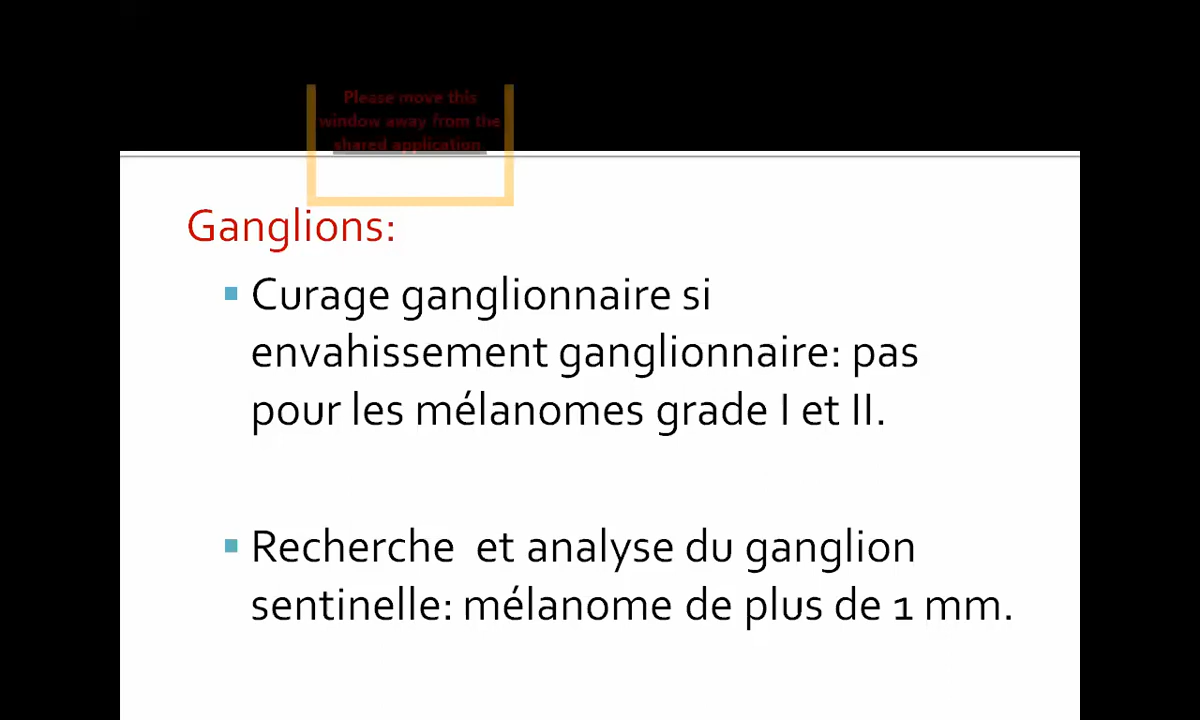 Please move this
window away from the
shared application.
Ganglions:
Curage ganglionnaire si
envahissement ganglionnaire: pas
pour les mélanomes grade I et II.
Recherche et analyse du ganglion
sentinelle: mélanome de plus de 1 mm.